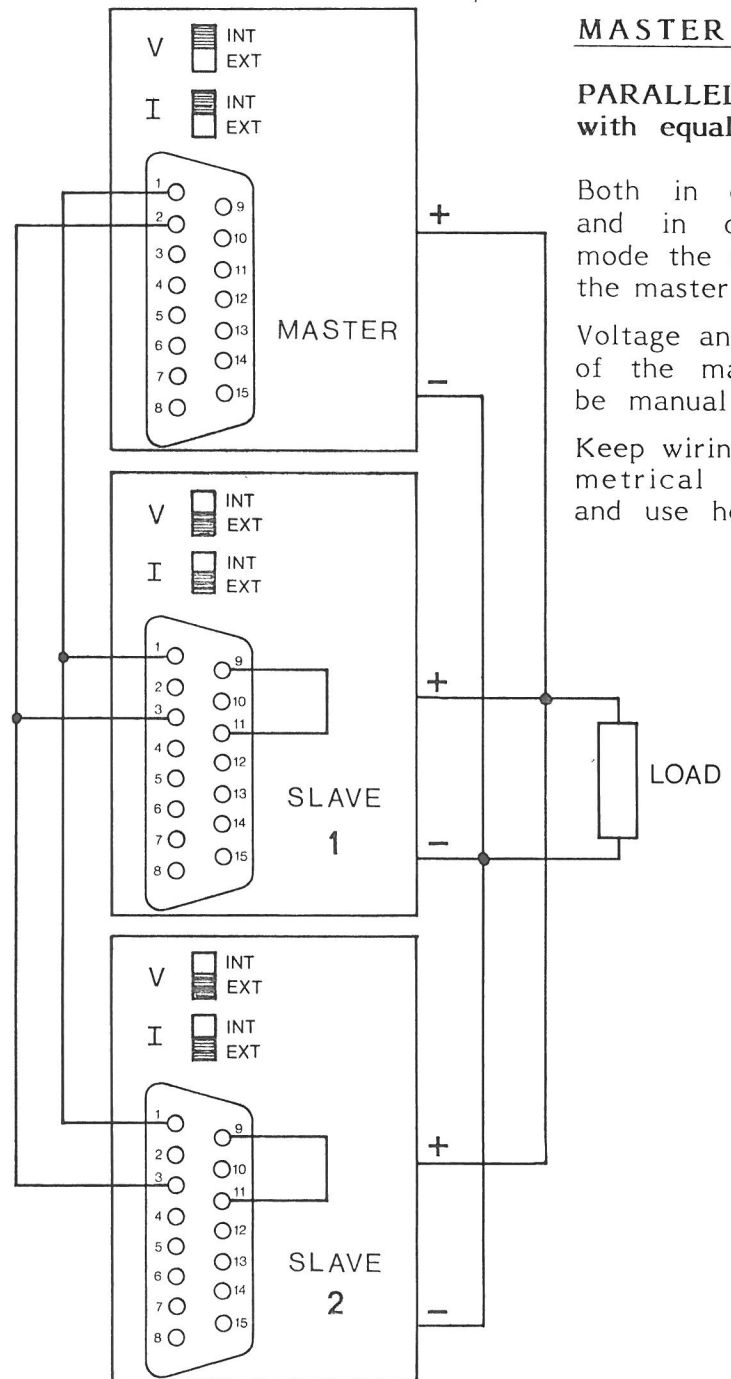 V INT
EXT
I INT
EXT
1
2
3
4
5
6
7
8
9
10
11
12
13
14
15
MASTER
+
−
V INT
EXT
I INT
EXT
1
2
3
4
5
6
7
8
9
10
11
12
13
14
15
SLAVE
1
+
−
LOAD
V INT
EXT
I INT
EXT
1
2
3
4
5
6
7
8
9
10
11
12
13
14
15
SLAVE
2
+
−
MASTER
PARALLEL
with equal
Both in
and in
mode the
the master
Voltage an
of the ma
be manual
Keep wirin
metrical
and use he